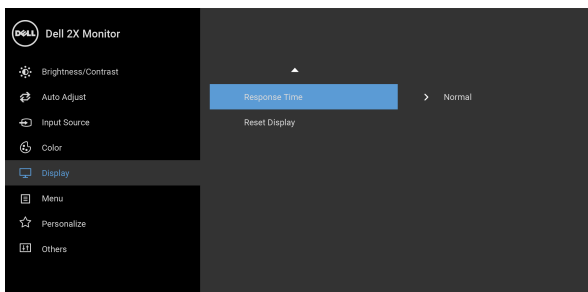 DELL Dell 2X Monitor
Brightness/Contrast
Auto Adjust
Response Time Normal
Input Source
Reset Display
Color
Display
Menu
Personalize
Others